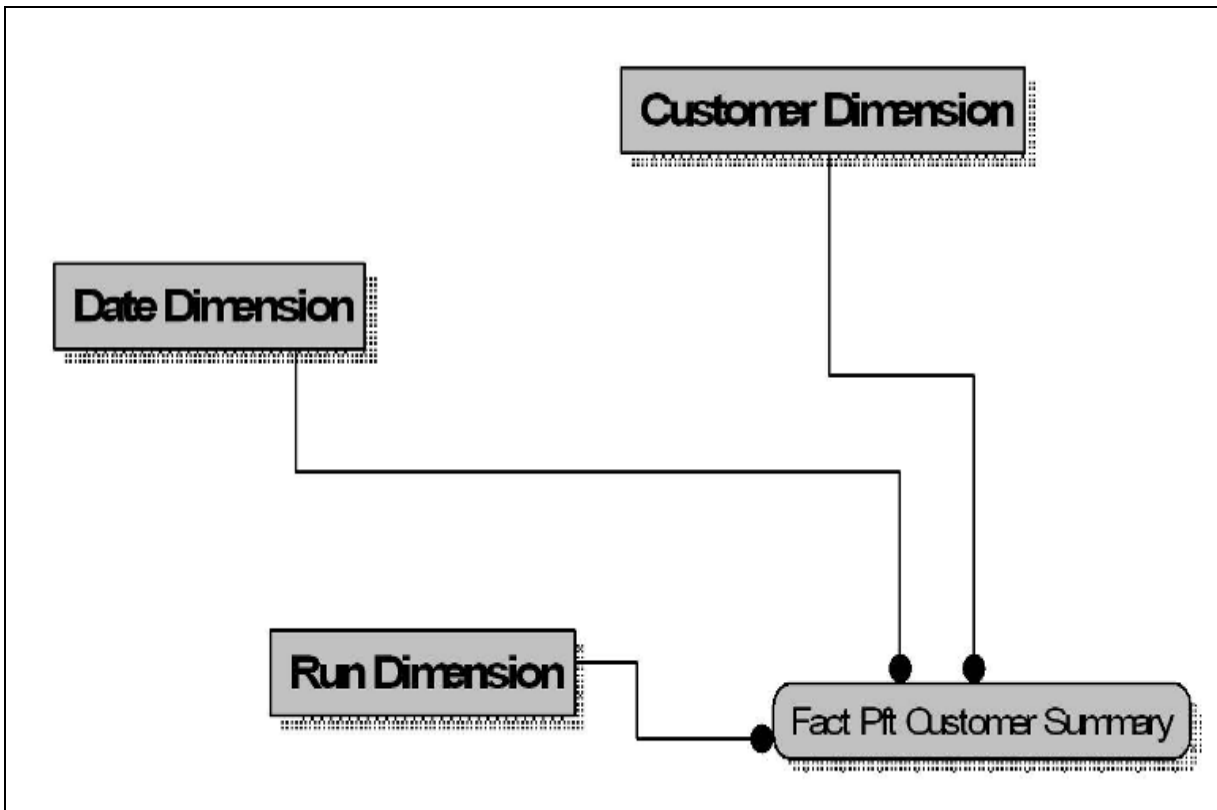 Customer Dimension
Date Dimension
Run Dimension
Fact Pft Customer Summary